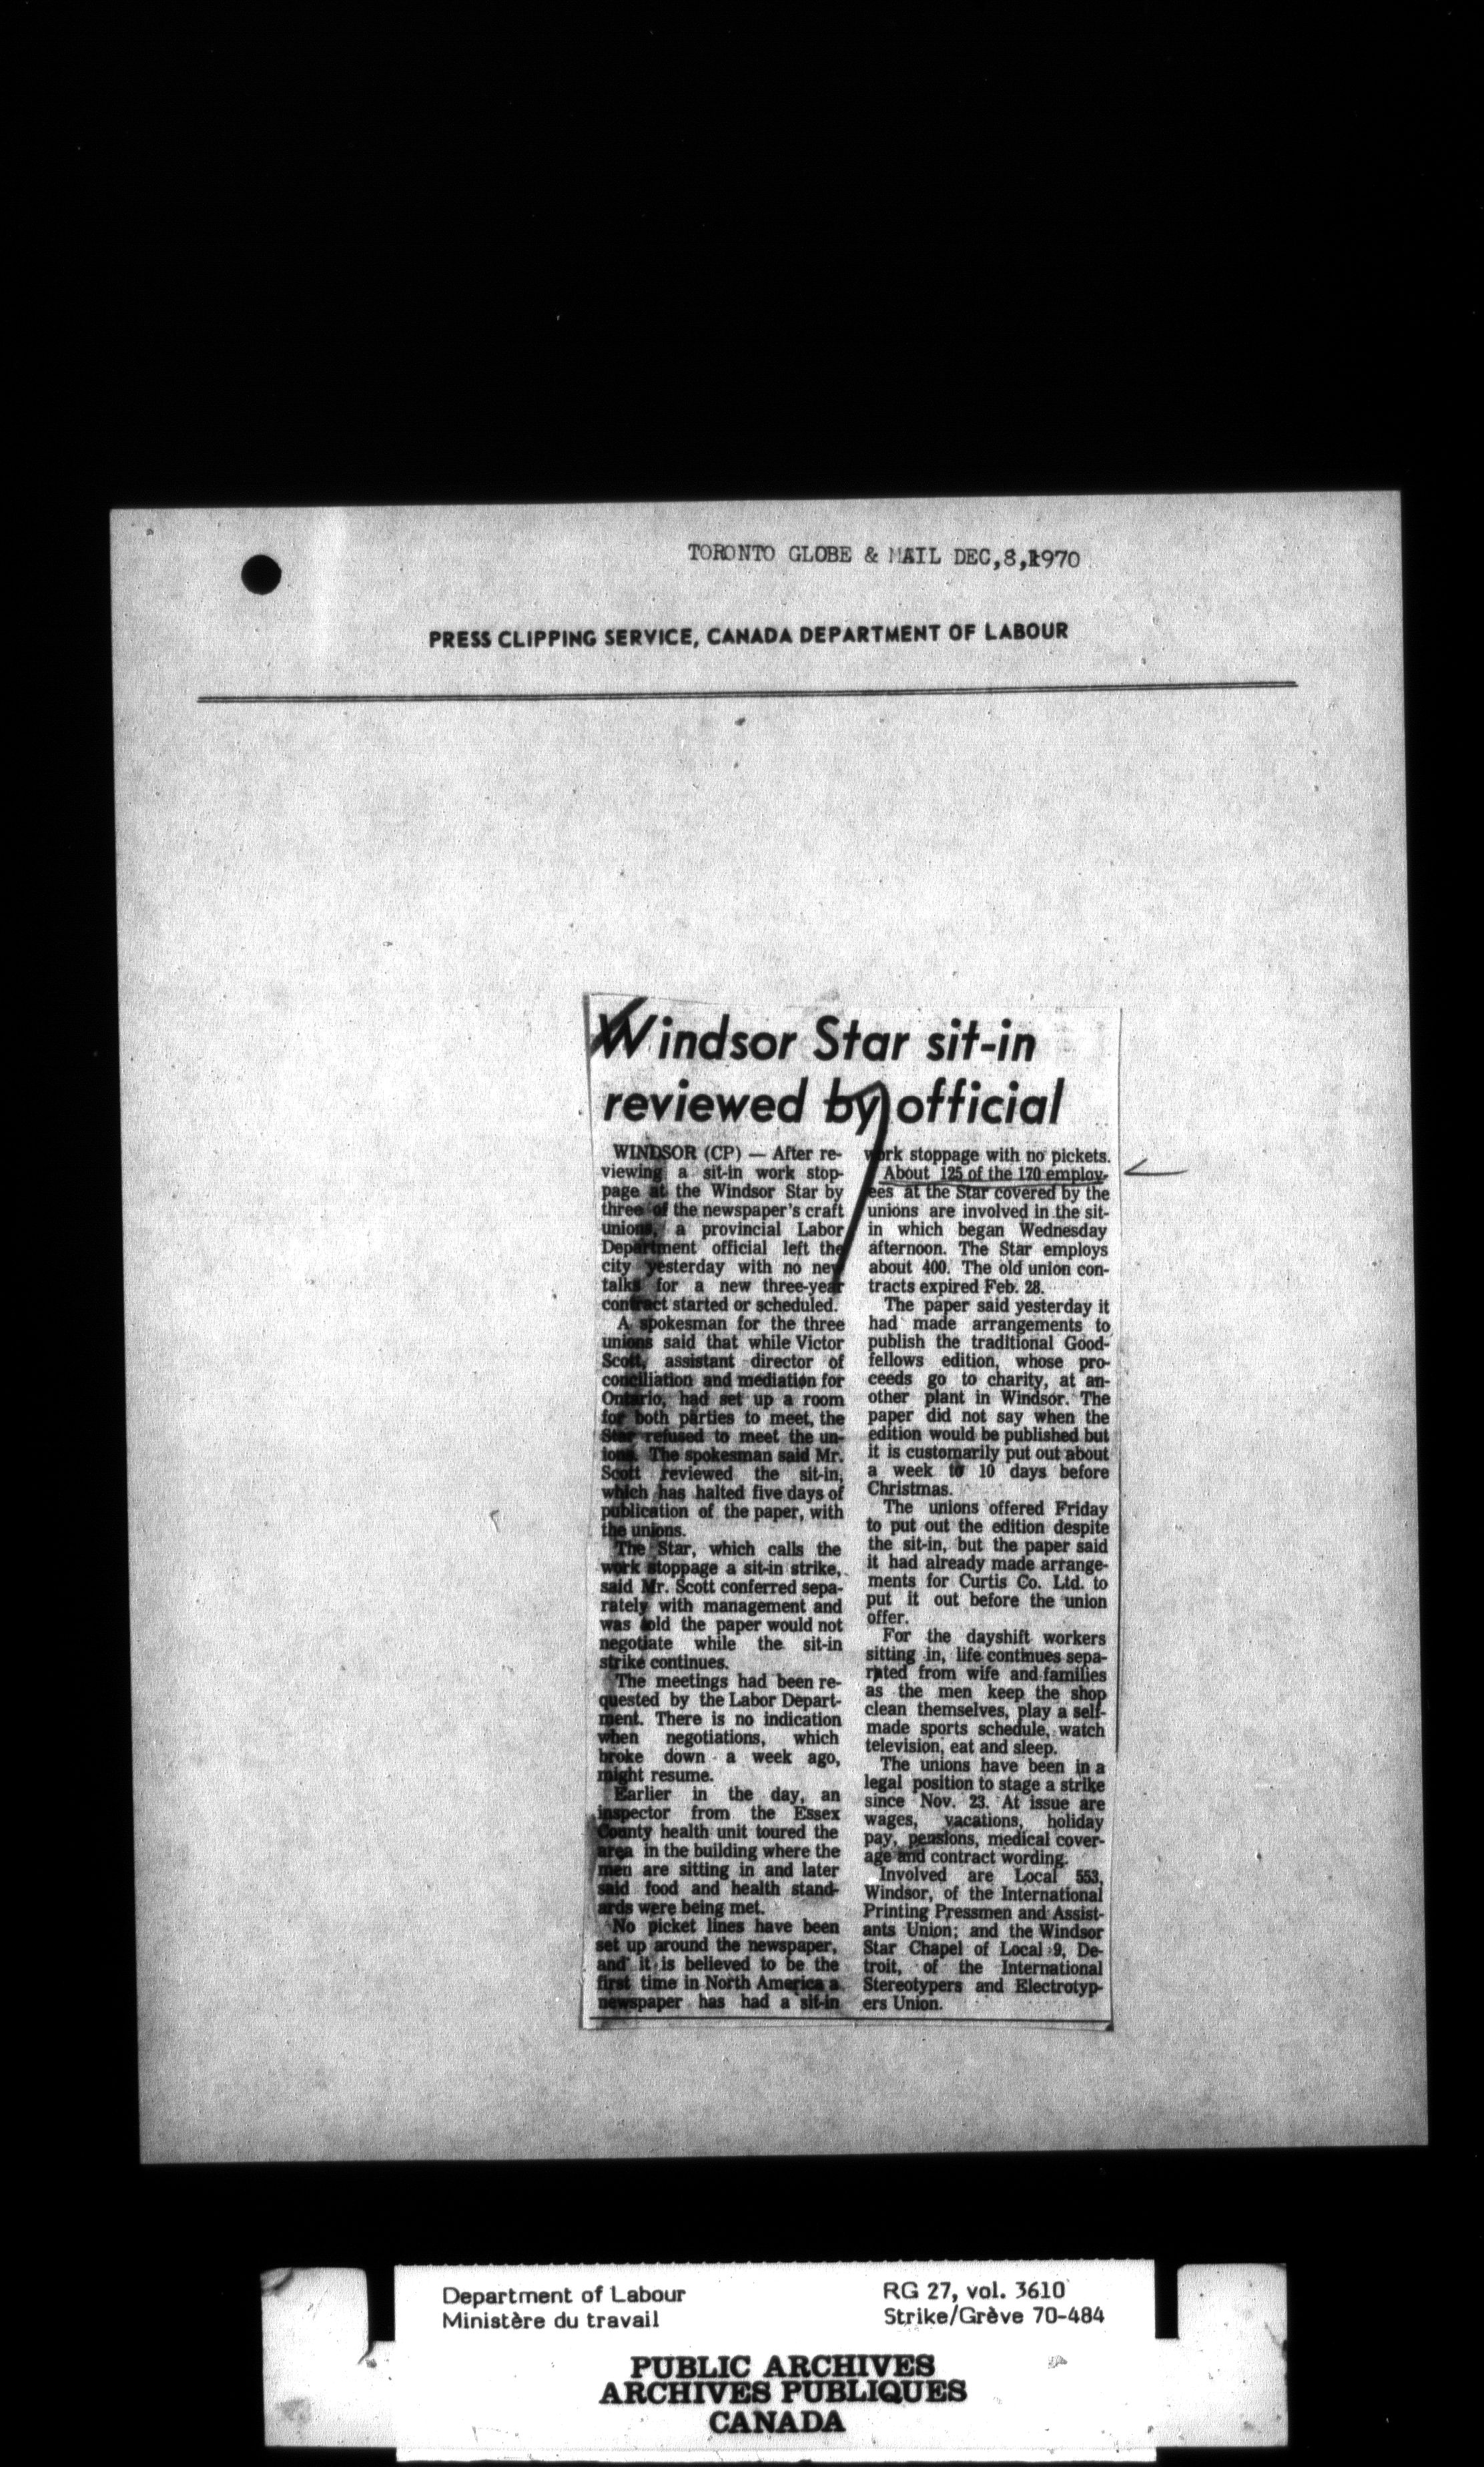 TORONTO GLOBE & MAIL DEC,8,1970
PRESS CLIPPING SERVICE, CANADA DEPARTMENT OF LABOUR
Windsor Star sit-in
reviewed by official
WINDSOR (CP) — After re-
viewing a sit-in work stop-
page at the Windsor Star by
three of the newspaper's craft
unions, a provincial Labor
Department official left the
city yesterday with no new
talks for a new three-year
contract started or scheduled.
A spokesman for the three
unions said that while Victor
Scott, assistant director of
conciliation and mediation for
Ontario, had set up a room
for both parties to meet, the
Star refused to meet the un-
ions. The spokesman said Mr.
Scott reviewed the sit-in,
which has halted five days of
publication of the paper, with
the unions.
The Star, which calls the
work stoppage a sit-in strike,
said Mr. Scott conferred sepa-
rately with management and
was told the paper would not
negotiate while the sit-in
strike continues.
The meetings had been re-
quested by the Labor Depart-
ment. There is no indication
when negotiations, which
broke down a week ago,
might resume.
Earlier in the day, an
inspector from the Essex
County health unit toured the
area in the building where the
men are sitting in and later
said food and health stand-
ards were being met.
No picket lines have been
set up around the newspaper,
and it is believed to be the
first time in North America a
newspaper has had a sit-in
work stoppage with no pickets.
About 125 of the 170 employ-
ees at the Star covered by the
unions are involved in the sit-
in which began Wednesday
afternoon. The Star employs
about 400. The old union con-
tracts expired Feb. 28.
The paper said yesterday it
had made arrangements to
publish the traditional Good-
fellows edition, whose pro-
ceeds go to charity, at an-
other plant in Windsor. The
paper did not say when the
edition would be published but
it is customarily put out about
a week to 10 days before
Christmas.
The unions offered Friday
to put out the edition despite
the sit-in, but the paper said
it had already made arrange-
ments for Curtis Co. Ltd. to
put it out before the union
offer.
For the dayshift workers
sitting in, life continues sepa-
rated from wife and families
as the men keep the shop
clean themselves, play a self-
made sports schedule, watch
television, eat and sleep.
The unions have been in a
legal position to stage a strike
since Nov. 23. At issue are
wages, vacations, holiday
pay, pensions, medical cover-
age and contract wording.
Involved are Local 553,
Windsor, of the International
Printing Pressmen and Assist-
ants Union; and the Windsor
Star Chapel of Local 9, De-
troit, of the International
Stereotypers and Electrotyp-
ers Union.
Department of Labour
Ministère du travail
RG 27, vol. 3610
Strike/Grève 70-484
PUBLIC ARCHIVES
ARCHIVES PUBLIQUES
CANADA